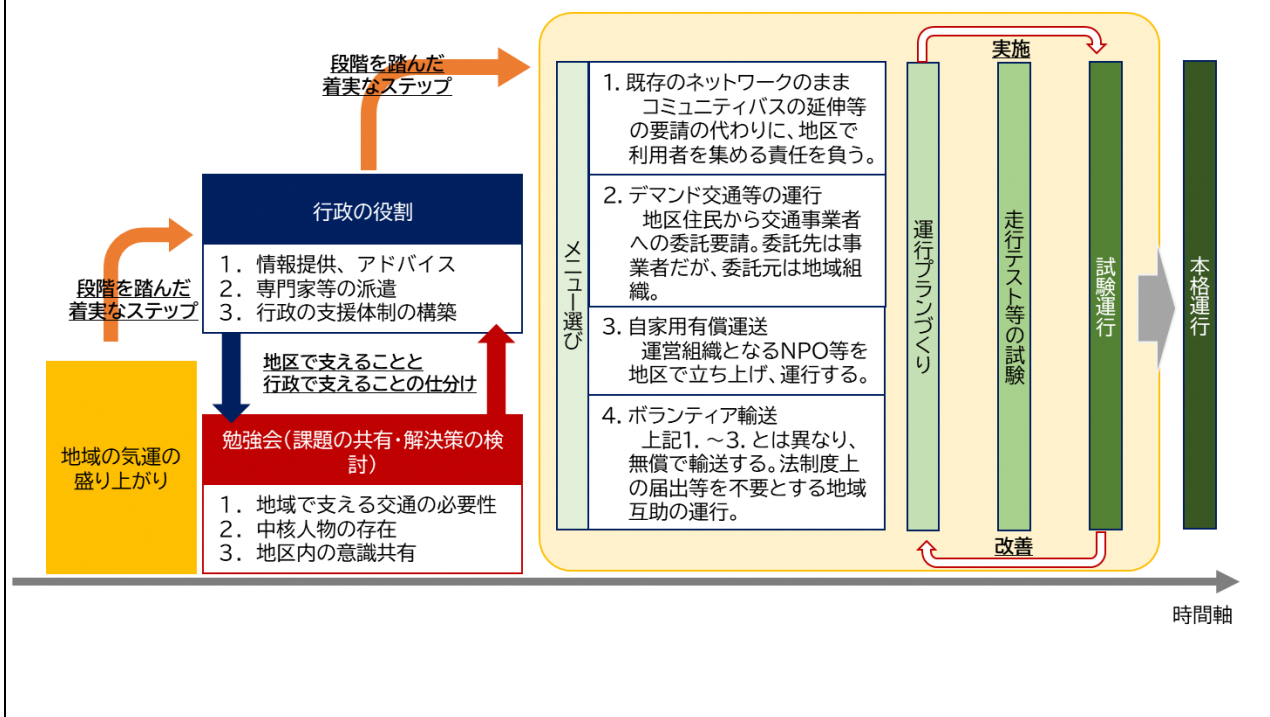 段階を踏んだ
着実なステップ
地域の気運の
盛り上がり
段階を踏んだ
着実なステップ
行政の役割
1. 情報提供、アドバイス
2. 専門家等の派遣
3. 行政の支援体制の構築
地区で支えることと
行政で支えることの仕分け
勉強会(課題の共有・解決策の検
討)
1. 地域で支える交通の必要性
2. 中核人物の存在
3. 地区内の意識共有
メニュー選び
1. 既存のネットワークのまま
コミュニティバスの延伸等
の要請の代わりに、地区で
利用者を集める責任を負う。
2. デマンド交通等の運行
地区住民から交通事業者
への委託要請。委託先は事
業者だが、委託元は地域組
織。
3. 自家用有償運送
運営組織となるNPO等を
地区で立ち上げ、運行する。
4. ボランティア輸送
上記1. ～3. とは異なり、
無償で輸送する。法制度上
の届出等を不要とする地域
互助の運行。
実施
運行プランづくり
走行テスト等の試験
試験運行
改善
本格運行
時間軸